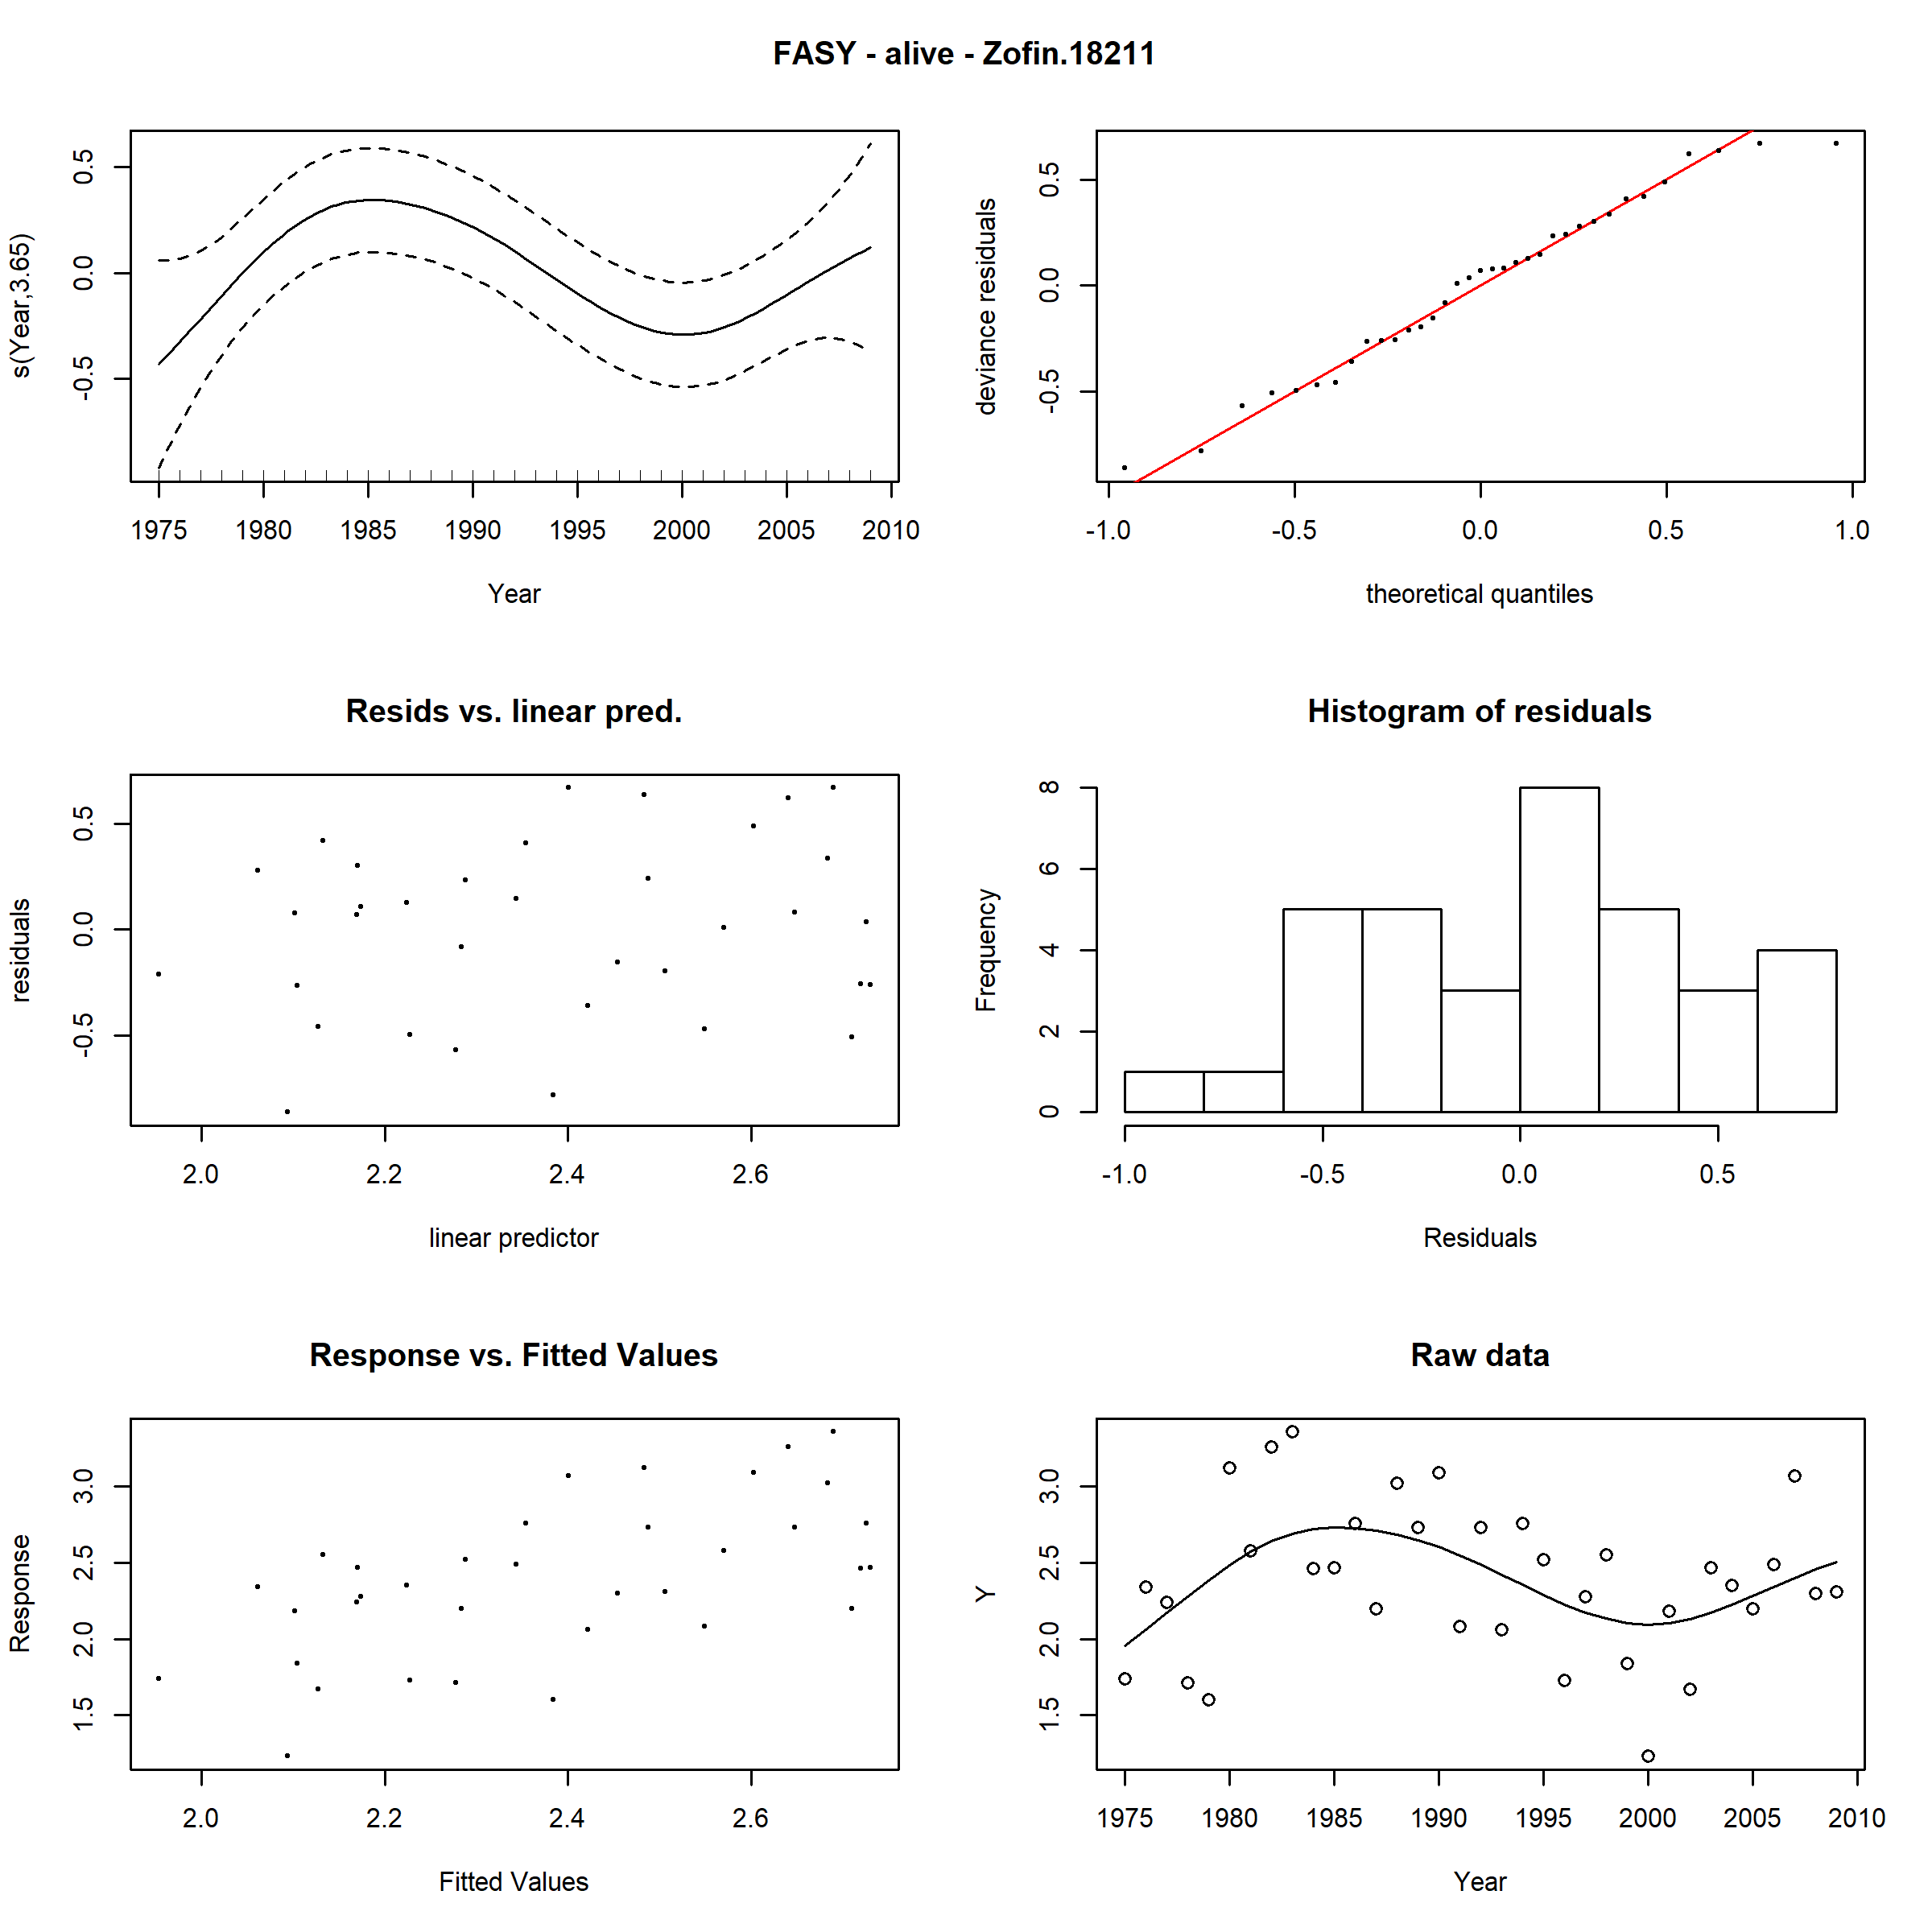 FASY - alive - Zofin.18211
s(Year,3.65)
0.5
0.0
-0.5
1975 1980 1985 1990 1995 2000 2005 2010
Year
deviance residuals
0.5
0.0
-0.5
-1.0 -0.5 0.0 0.5 1.0
theoretical quantiles
Resids vs. linear pred.
residuals
0.5
0.0
-0.5
2.0 2.2 2.4 2.6
linear predictor
Histogram of residuals
Frequency
8
6
4
2
0
-1.0 -0.5 0.0 0.5
Residuals
Response vs. Fitted Values
Response
3.0
2.5
2.0
1.5
2.0 2.2 2.4 2.6
Fitted Values
Raw data
Y
3.0
2.5
2.0
1.5
1975 1980 1985 1990 1995 2000 2005 2010
Year